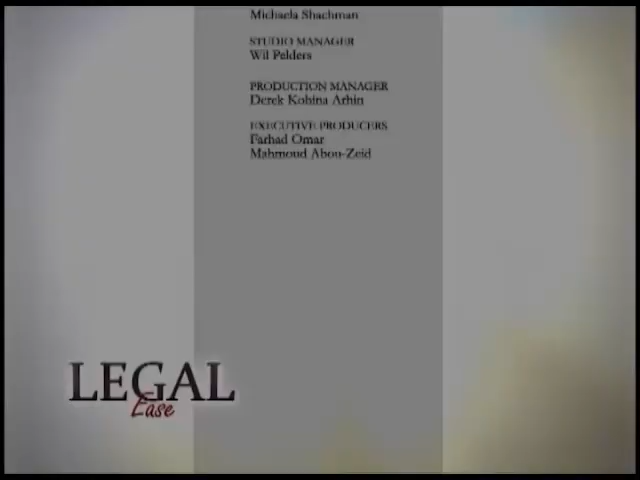 Michaela Shachman
STUDIO MANAGER
Wil Pelders
PRODUCTION MANAGER
Derek Kobina Arhin
EXECUTIVE PRODUCERS
Farhad Omar
Mahmoud Abou-Zeid
LEGAL
Ease